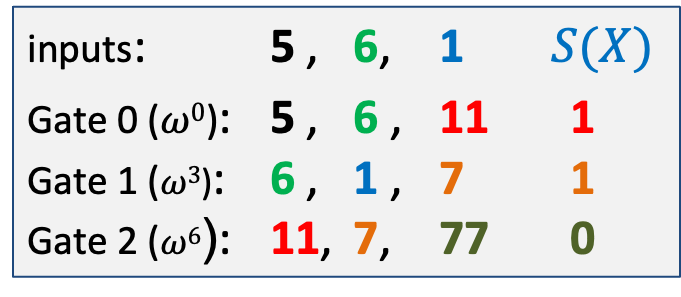 inputs: 5 , 6, 1 S(X)
Gate 0 (ω⁰): 5 , 6 , 11 1
Gate 1 (ω³): 6 , 1 , 7 1
Gate 2 (ω⁶): 11, 7, 77 0